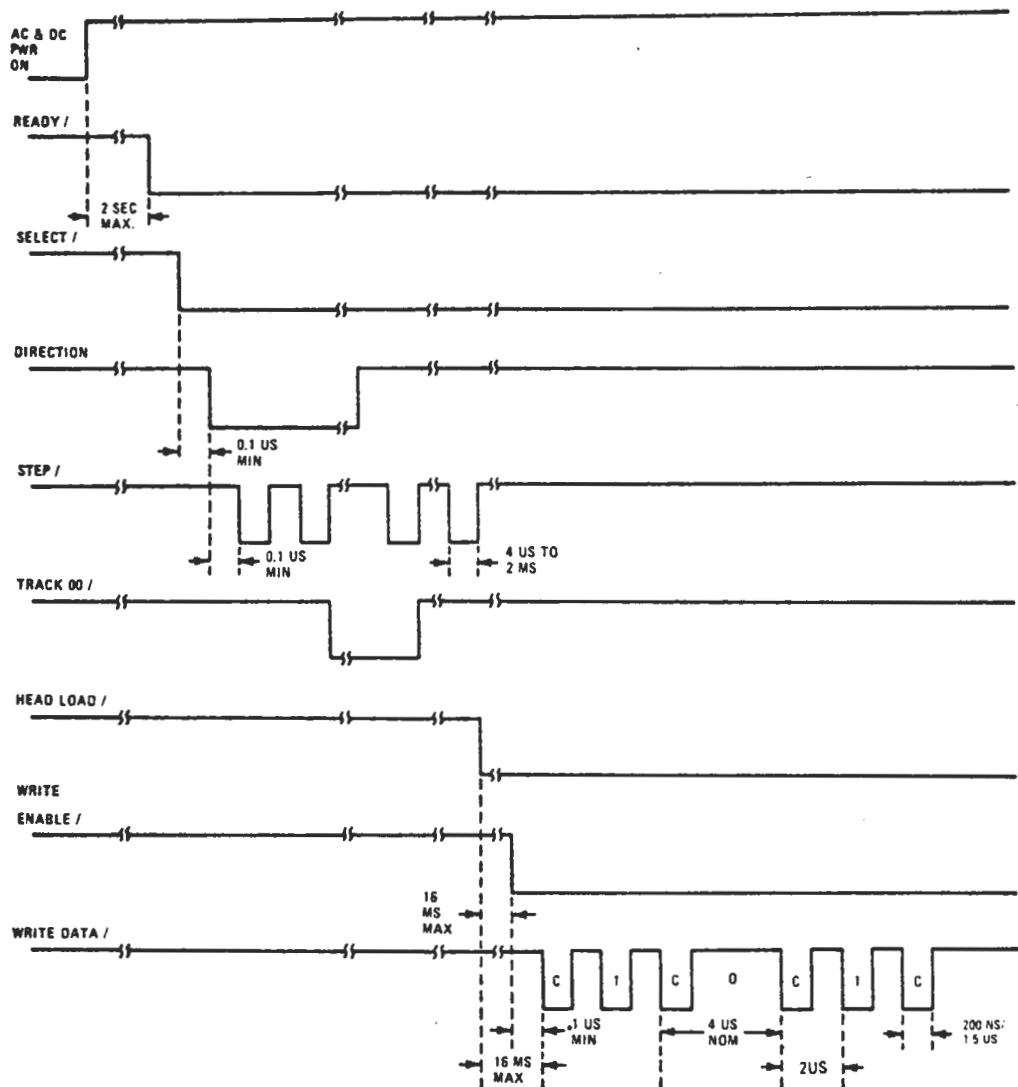 AC & DC
PWR
ON
READY /
2 SEC
MAX.
SELECT /
DIRECTION
0.1 US
MIN
STEP /
0.1 US
MIN
4 US TO
2 MS
TRACK 00 /
HEAD LOAD /
WRITE
ENABLE /
16
MS
MAX
WRITE DATA /
C 1 C 0 C 1 C
.1 US
MIN
4 US
NOM
200 NS/
1 5 US
16 MS
MAX
2US